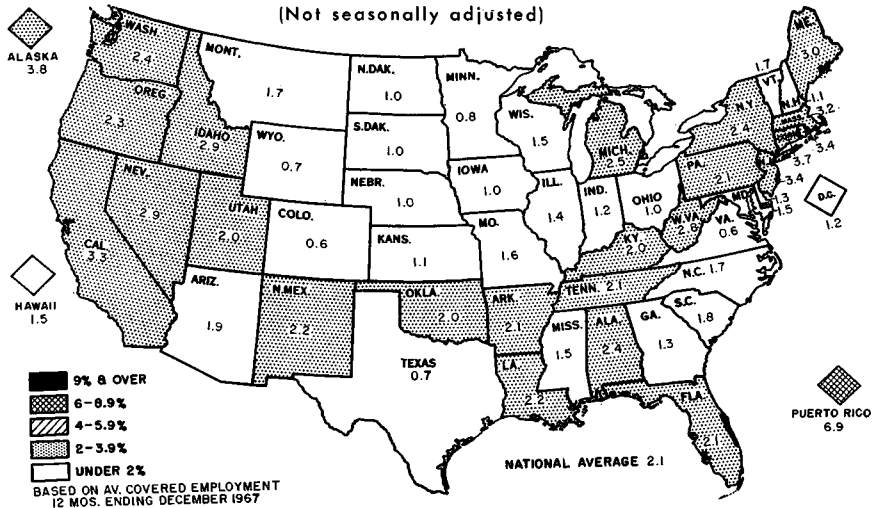 (Not seasonally adjusted)
ALASKA
3.8
WASH.
2.4
OREG.
2.3
CAL.
3.3
NEV.
2.9
IDAHO
2.9
MONT.
1.7
WYO.
0.7
UTAH
2.0
COLO.
0.6
ARIZ.
1.9
N.MEX.
2.2
N.DAK.
1.0
S.DAK.
1.0
NEBR.
1.0
KANS.
1.1
OKLA.
2.0
TEXAS
0.7
MINN.
0.8
IOWA
1.0
MO.
1.6
ARK.
2.1
LA.
2.2
WIS.
1.5
ILL.
1.4
MICH.
2.5
IND.
1.2
OHIO
1.0
KY.
2.0
TENN. 2.1
MISS.
1.5
ALA.
2.4
GA.
1.3
FLA.
2.1
S.C.
1.8
N.C. 1.7
VA.
0.6
W.VA.
2.8
PA.
2.1
N.Y.
2.4
1.7
VT.
N.H.
1.1
ME.
3.0
MASS.
3.2
CONN.
3.4
3.7
N.J.
3.4
MD.
1.3
1.5
D.C.
1.2
HAWAII
1.5
PUERTO RICO
6.9
9% & OVER
6-8.9%
4-5.9%
2-3.9%
UNDER 2%
BASED ON AV. COVERED EMPLOYMENT
12 MOS. ENDING DECEMBER 1967
NATIONAL AVERAGE 2.1